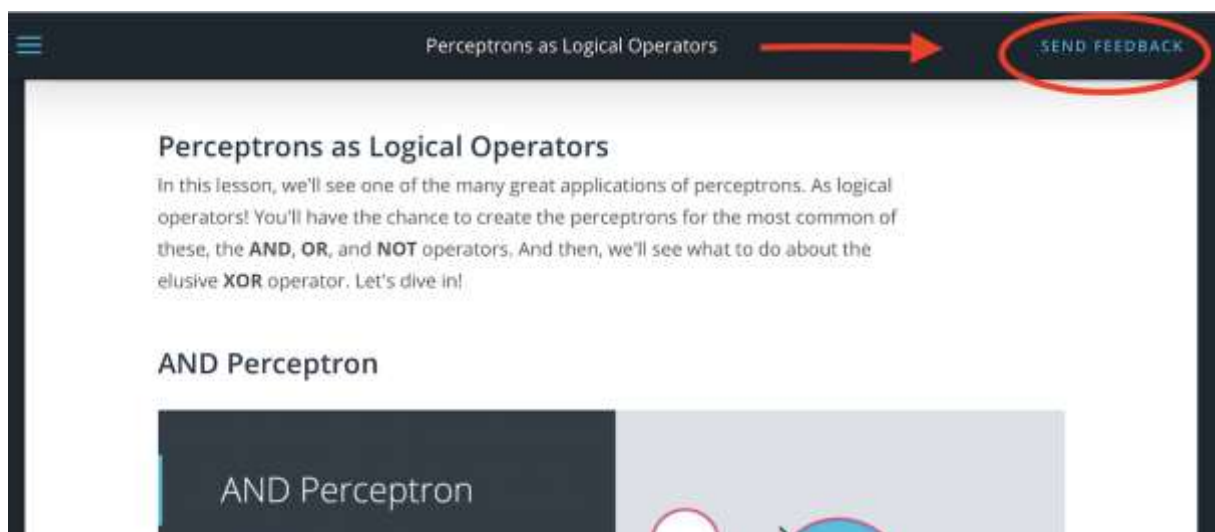 Perceptrons as Logical Operators
SEND FEEDBACK
Perceptrons as Logical Operators
In this lesson, we'll see one of the many great applications of perceptrons. As logical
operators! You'll have the chance to create the perceptrons for the most common of
these, the AND, OR, and NOT operators. And then, we'll see what to do about the
elusive XOR operator. Let's dive in!
AND Perceptron
AND Perceptron